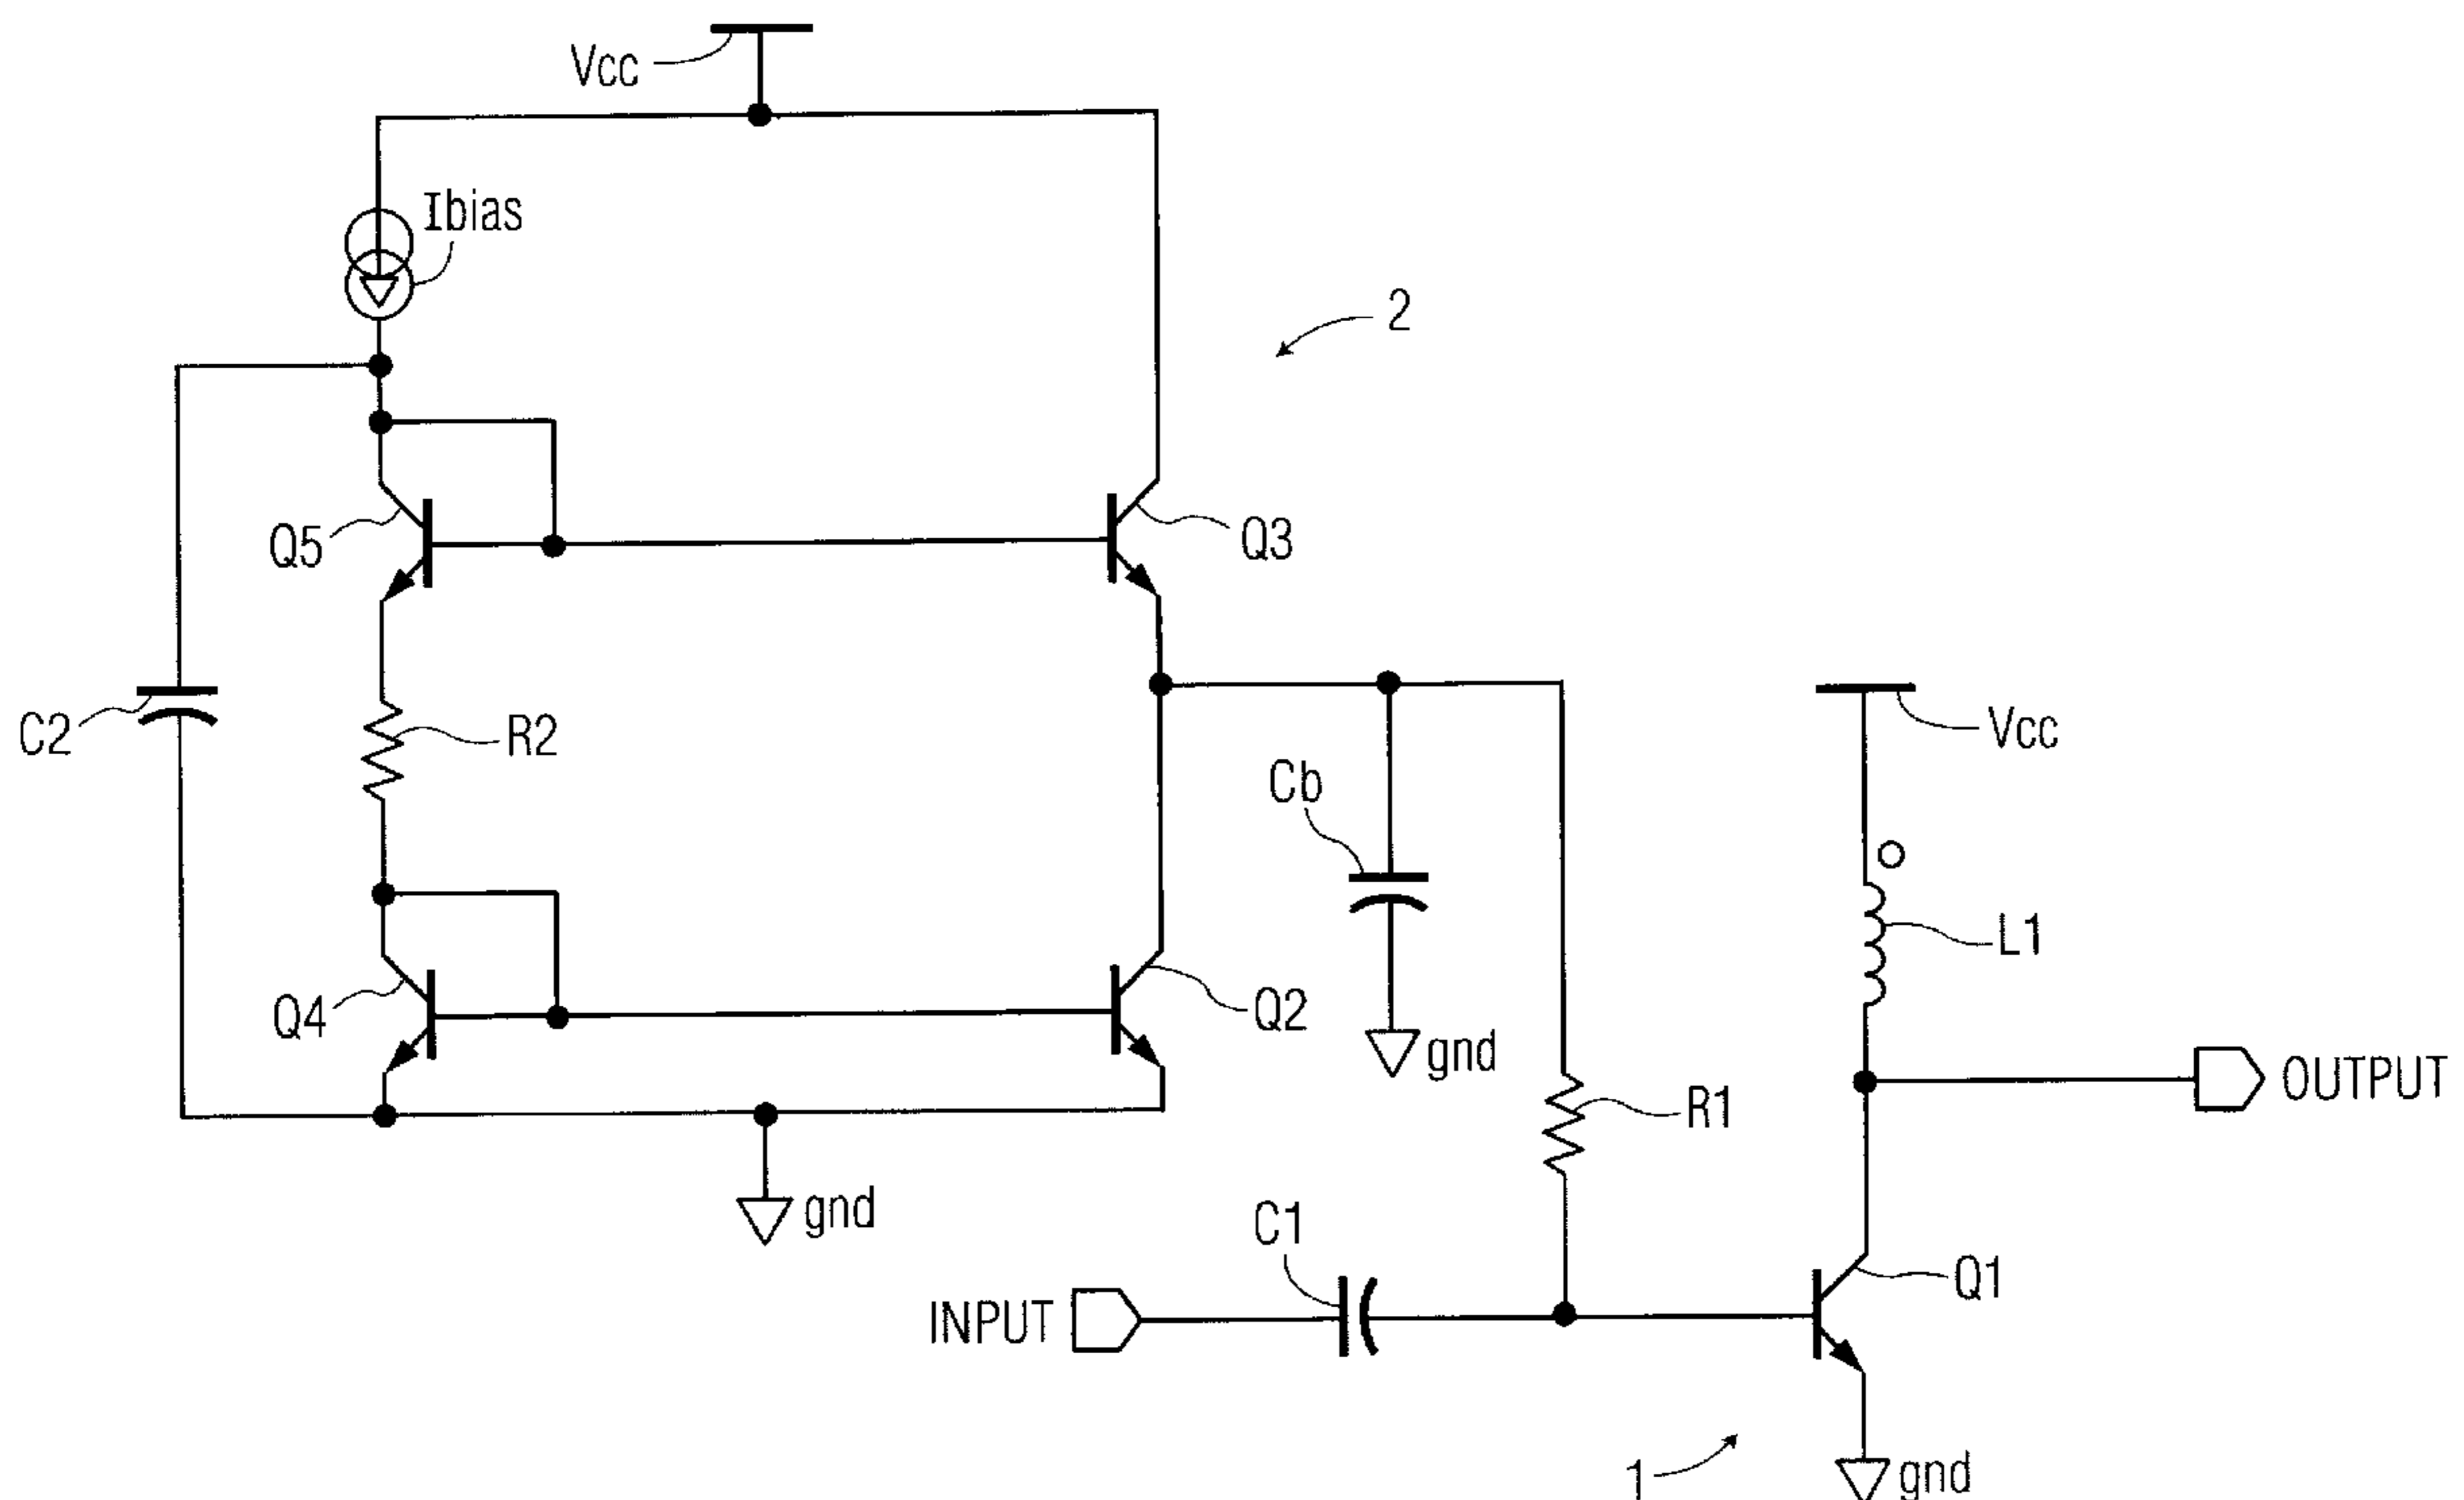 Vcc
Ibias
2
Q5
Q3
C2
R2
Vcc
Cb
L1
Q4
Q2
gnd
OUTPUT
R1
gnd
C1
INPUT
Q1
1
gnd